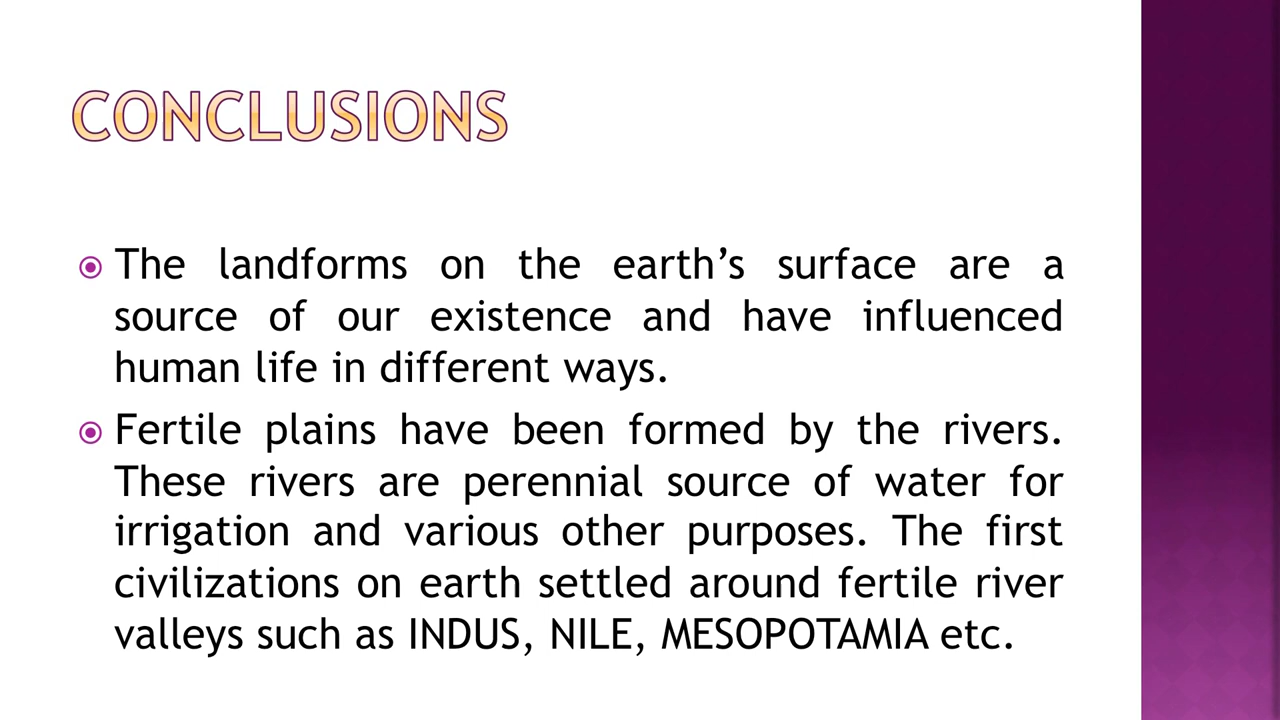 CONCLUSIONS
The landforms on the earth’s surface are a
source of our existence and have influenced
human life in different ways.
Fertile plains have been formed by the rivers.
These rivers are perennial source of water for
irrigation and various other purposes. The first
civilizations on earth settled around fertile river
valleys such as INDUS, NILE, MESOPOTAMIA etc.